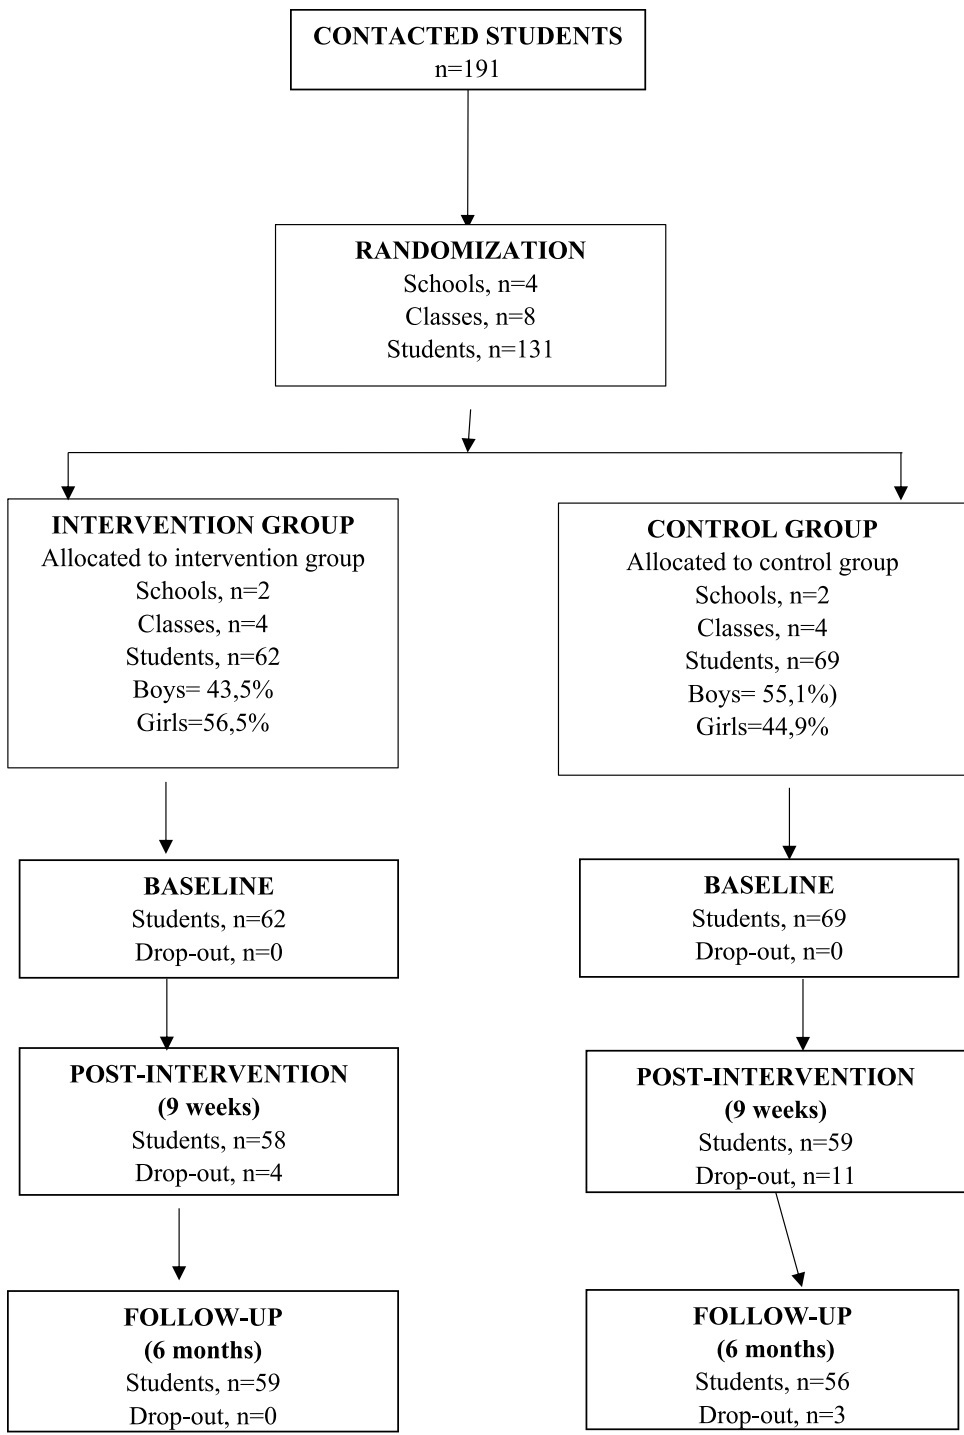 CONTACTED STUDENTS
n=191
RANDOMIZATION
Schools, n=4
Classes, n=8
Students, n=131
INTERVENTION GROUP
Allocated to intervention group
Schools, n=2
Classes, n=4
Students, n=62
Boys= 43,5%
Girls=56,5%
CONTROL GROUP
Allocated to control group
Schools, n=2
Classes, n=4
Students, n=69
Boys= 55,1%)
Girls=44,9%
BASELINE
Students, n=62
Drop-out, n=0
BASELINE
Students, n=69
Drop-out, n=0
POST-INTERVENTION
(9 weeks)
Students, n=58
Drop-out, n=4
POST-INTERVENTION
(9 weeks)
Students, n=59
Drop-out, n=11
FOLLOW-UP
(6 months)
Students, n=59
Drop-out, n=0
FOLLOW-UP
(6 months)
Students, n=56
Drop-out, n=3